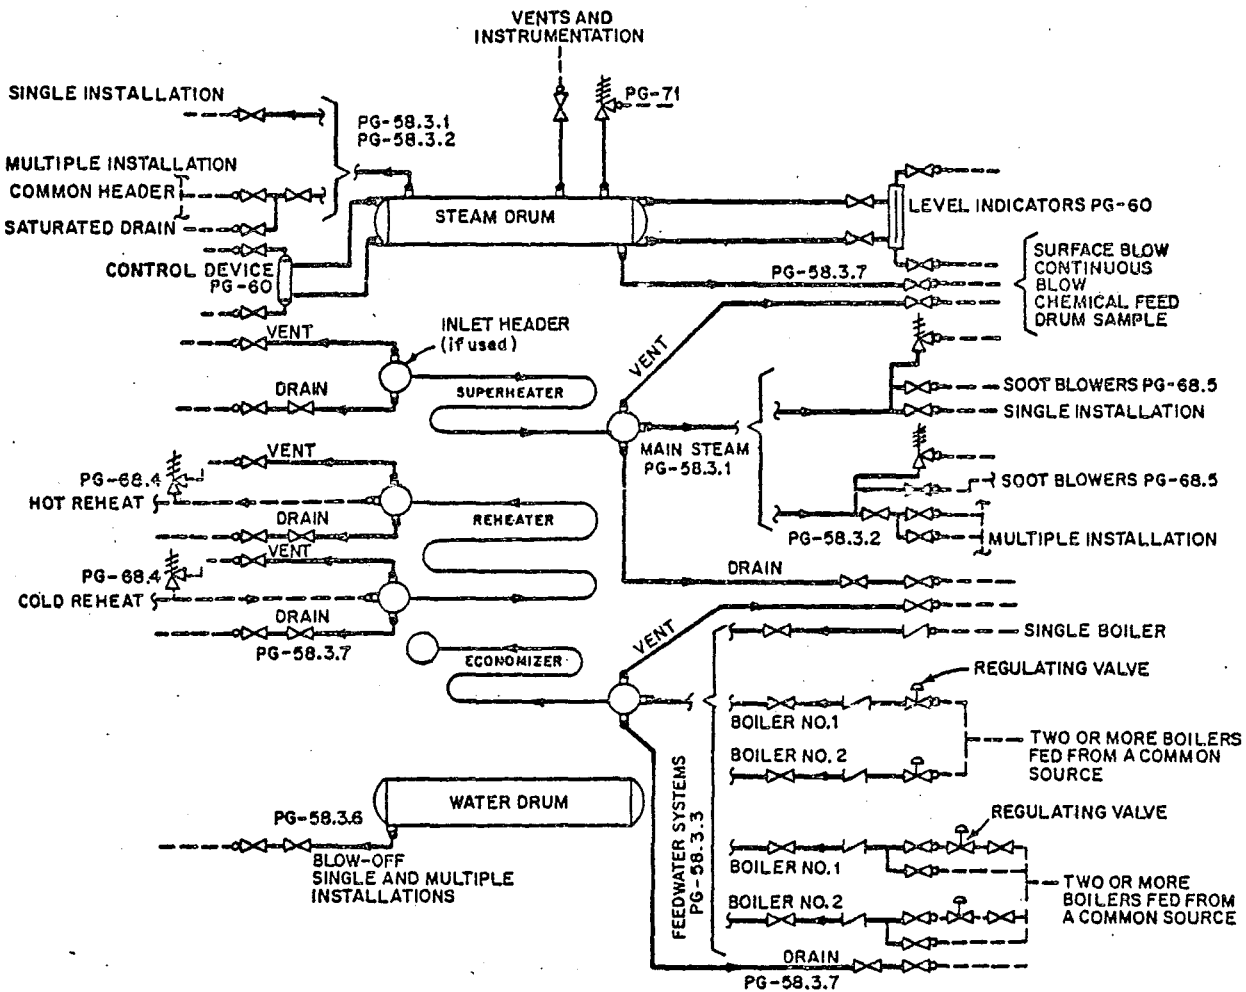 VENTS AND
INSTRUMENTATION
SINGLE INSTALLATION
PG-71
PG-58.3.1
PG-58.3.2
MULTIPLE INSTALLATION
COMMON HEADER
SATURATED DRAIN
STEAM DRUM
LEVEL INDICATORS PG-60
CONTROL DEVICE
PG-60
PG-58.3.7
SURFACE BLOW
CONTINUOUS
BLOW
CHEMICAL FEED
DRUM SAMPLE
VENT
INLET HEADER
(if used)
VENT
DRAIN
SUPERHEATER
SOOT BLOWERS PG-68.5
SINGLE INSTALLATION
MAIN STEAM
PG-58.3.1
VENT
PG-68.4
HOT REHEAT
DRAIN
REHEATER
SOOT BLOWERS PG-68.5
PG-58.3.2
MULTIPLE INSTALLATION
VENT
PG-68.4
COLD REHEAT
DRAIN
DRAIN
PG-58.3.7
VENT
SINGLE BOILER
ECONOMIZER
REGULATING VALVE
BOILER NO.1
BOILER NO. 2
TWO OR MORE BOILERS
FED FROM A COMMON
SOURCE
WATER DRUM
PG-58.3.6
BLOW-OFF
SINGLE AND MULTIPLE
INSTALLATIONS
FEEDWATER SYSTEMS
PG-58.3.3
REGULATING VALVE
BOILER NO.1
BOILER NO. 2
TWO OR MORE
BOILERS FED FROM
A COMMON SOURCE
DRAIN
PG-58.3.7